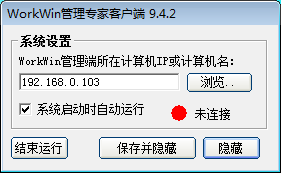 WorkWin管理专家客户端 9.4.2
系统设置
WorkWin管理端所在计算机IP或计算机名：
192.168.0.103
浏览..
系统启动时自动运行
未连接
结束运行
保存并隐藏
隐藏